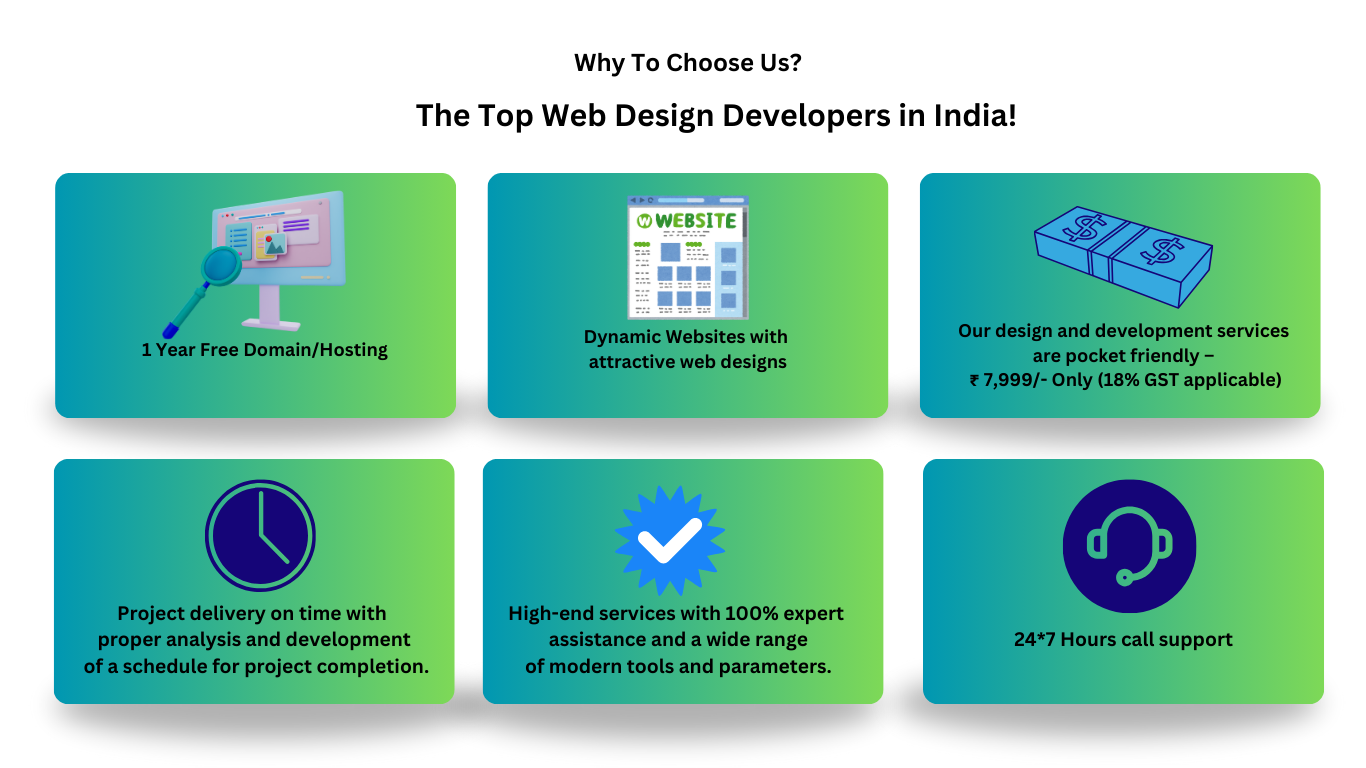 Why To Choose Us?
The Top Web Design Developers in India!
1 Year Free Domain/Hosting
W WEBSITE
Dynamic Websites with
attractive web designs
$ $
Our design and development services
are pocket friendly –
₹ 7,999/- Only (18% GST applicable)
Project delivery on time with
proper analysis and development
of a schedule for project completion.
High-end services with 100% expert
assistance and a wide range
of modern tools and parameters.
24*7 Hours call support